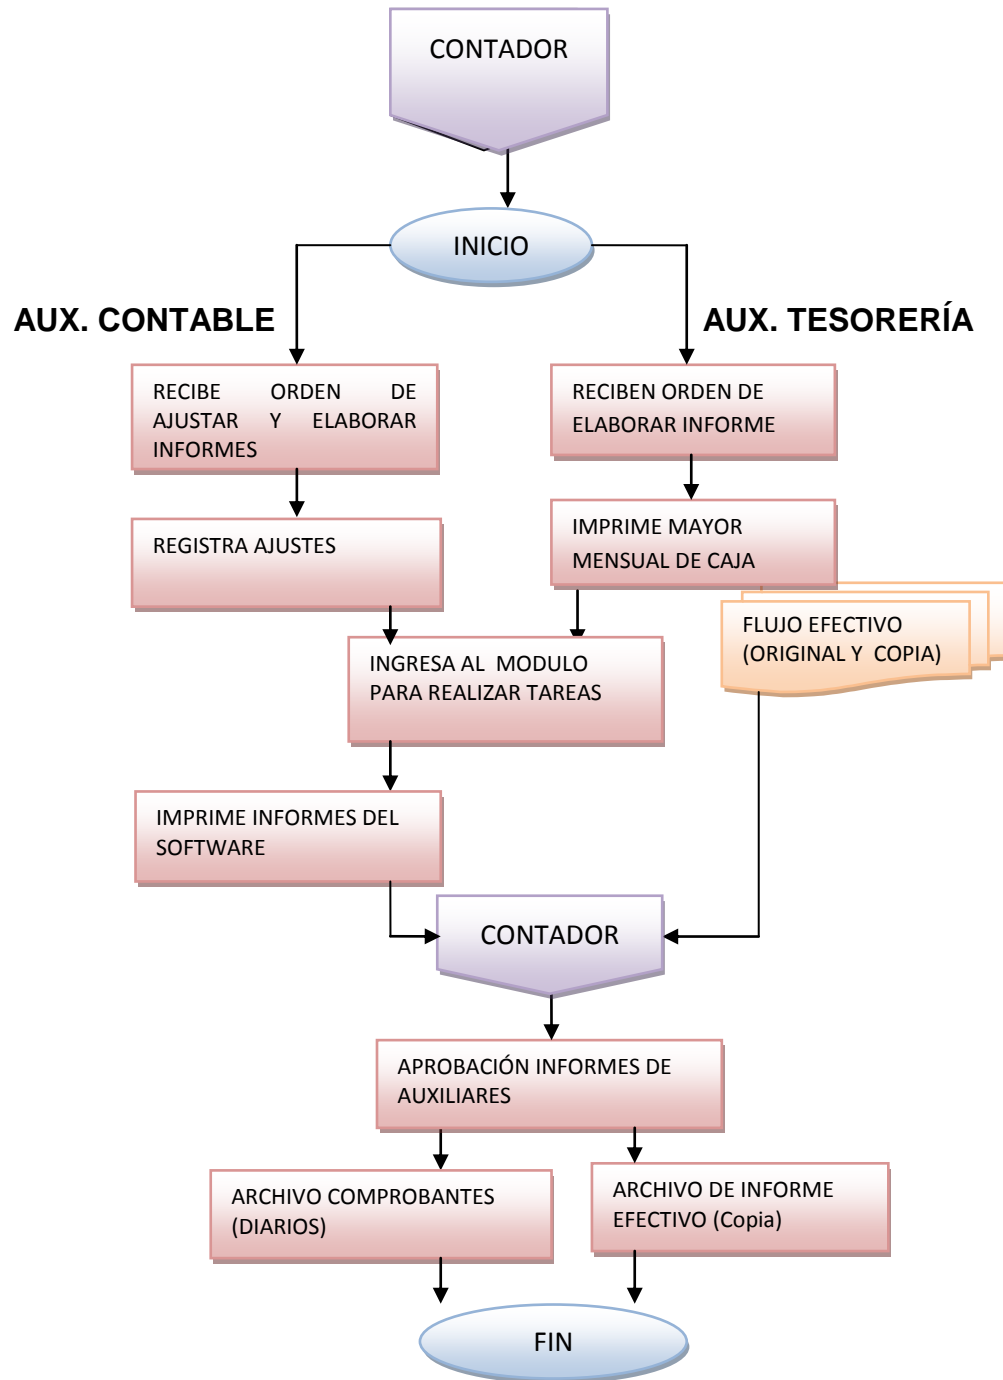 CONTADOR
INICIO
AUX. CONTABLE
AUX. TESORERÍA
RECIBE ORDEN DE
AJUSTAR Y ELABORAR
INFORMES
RECIBEN ORDEN DE
ELABORAR INFORME
REGISTRA AJUSTES
IMPRIME MAYOR
MENSUAL DE CAJA
FLUJO EFECTIVO
(ORIGINAL Y COPIA)
INGRESA AL MODULO
PARA REALIZAR TAREAS
IMPRIME INFORMES DEL
SOFTWARE
CONTADOR
APROBACIÓN INFORMES DE
AUXILIARES
ARCHIVO COMPROBANTES
(DIARIOS)
ARCHIVO DE INFORME
EFECTIVO (Copia)
FIN